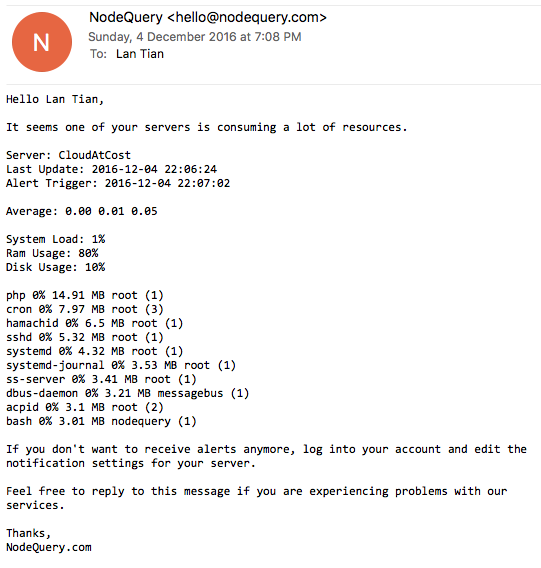 N
NodeQuery <hello@nodequery.com>
Sunday, 4 December 2016 at 7:08 PM
To: Lan Tian
Hello Lan Tian,
It seems one of your servers is consuming a lot of resources.
Server: CloudAtCost
Last Update: 2016-12-04 22:06:24
Alert Trigger: 2016-12-04 22:07:02
Average: 0.00 0.01 0.05
System Load: 1%
Ram Usage: 80%
Disk Usage: 10%
php 0% 14.91 MB root (1)
cron 0% 7.97 MB root (3)
hamachid 0% 6.5 MB root (1)
sshd 0% 5.32 MB root (1)
systemd 0% 4.32 MB root (1)
systemd-journal 0% 3.53 MB root (1)
ss-server 0% 3.41 MB root (1)
dbus-daemon 0% 3.21 MB messagebus (1)
acpid 0% 3.1 MB root (2)
bash 0% 3.01 MB nodequery (1)
If you don't want to receive alerts anymore, log into your account and edit the
notification settings for your server.
Feel free to reply to this message if you are experiencing problems with our
services.
Thanks,
NodeQuery.com